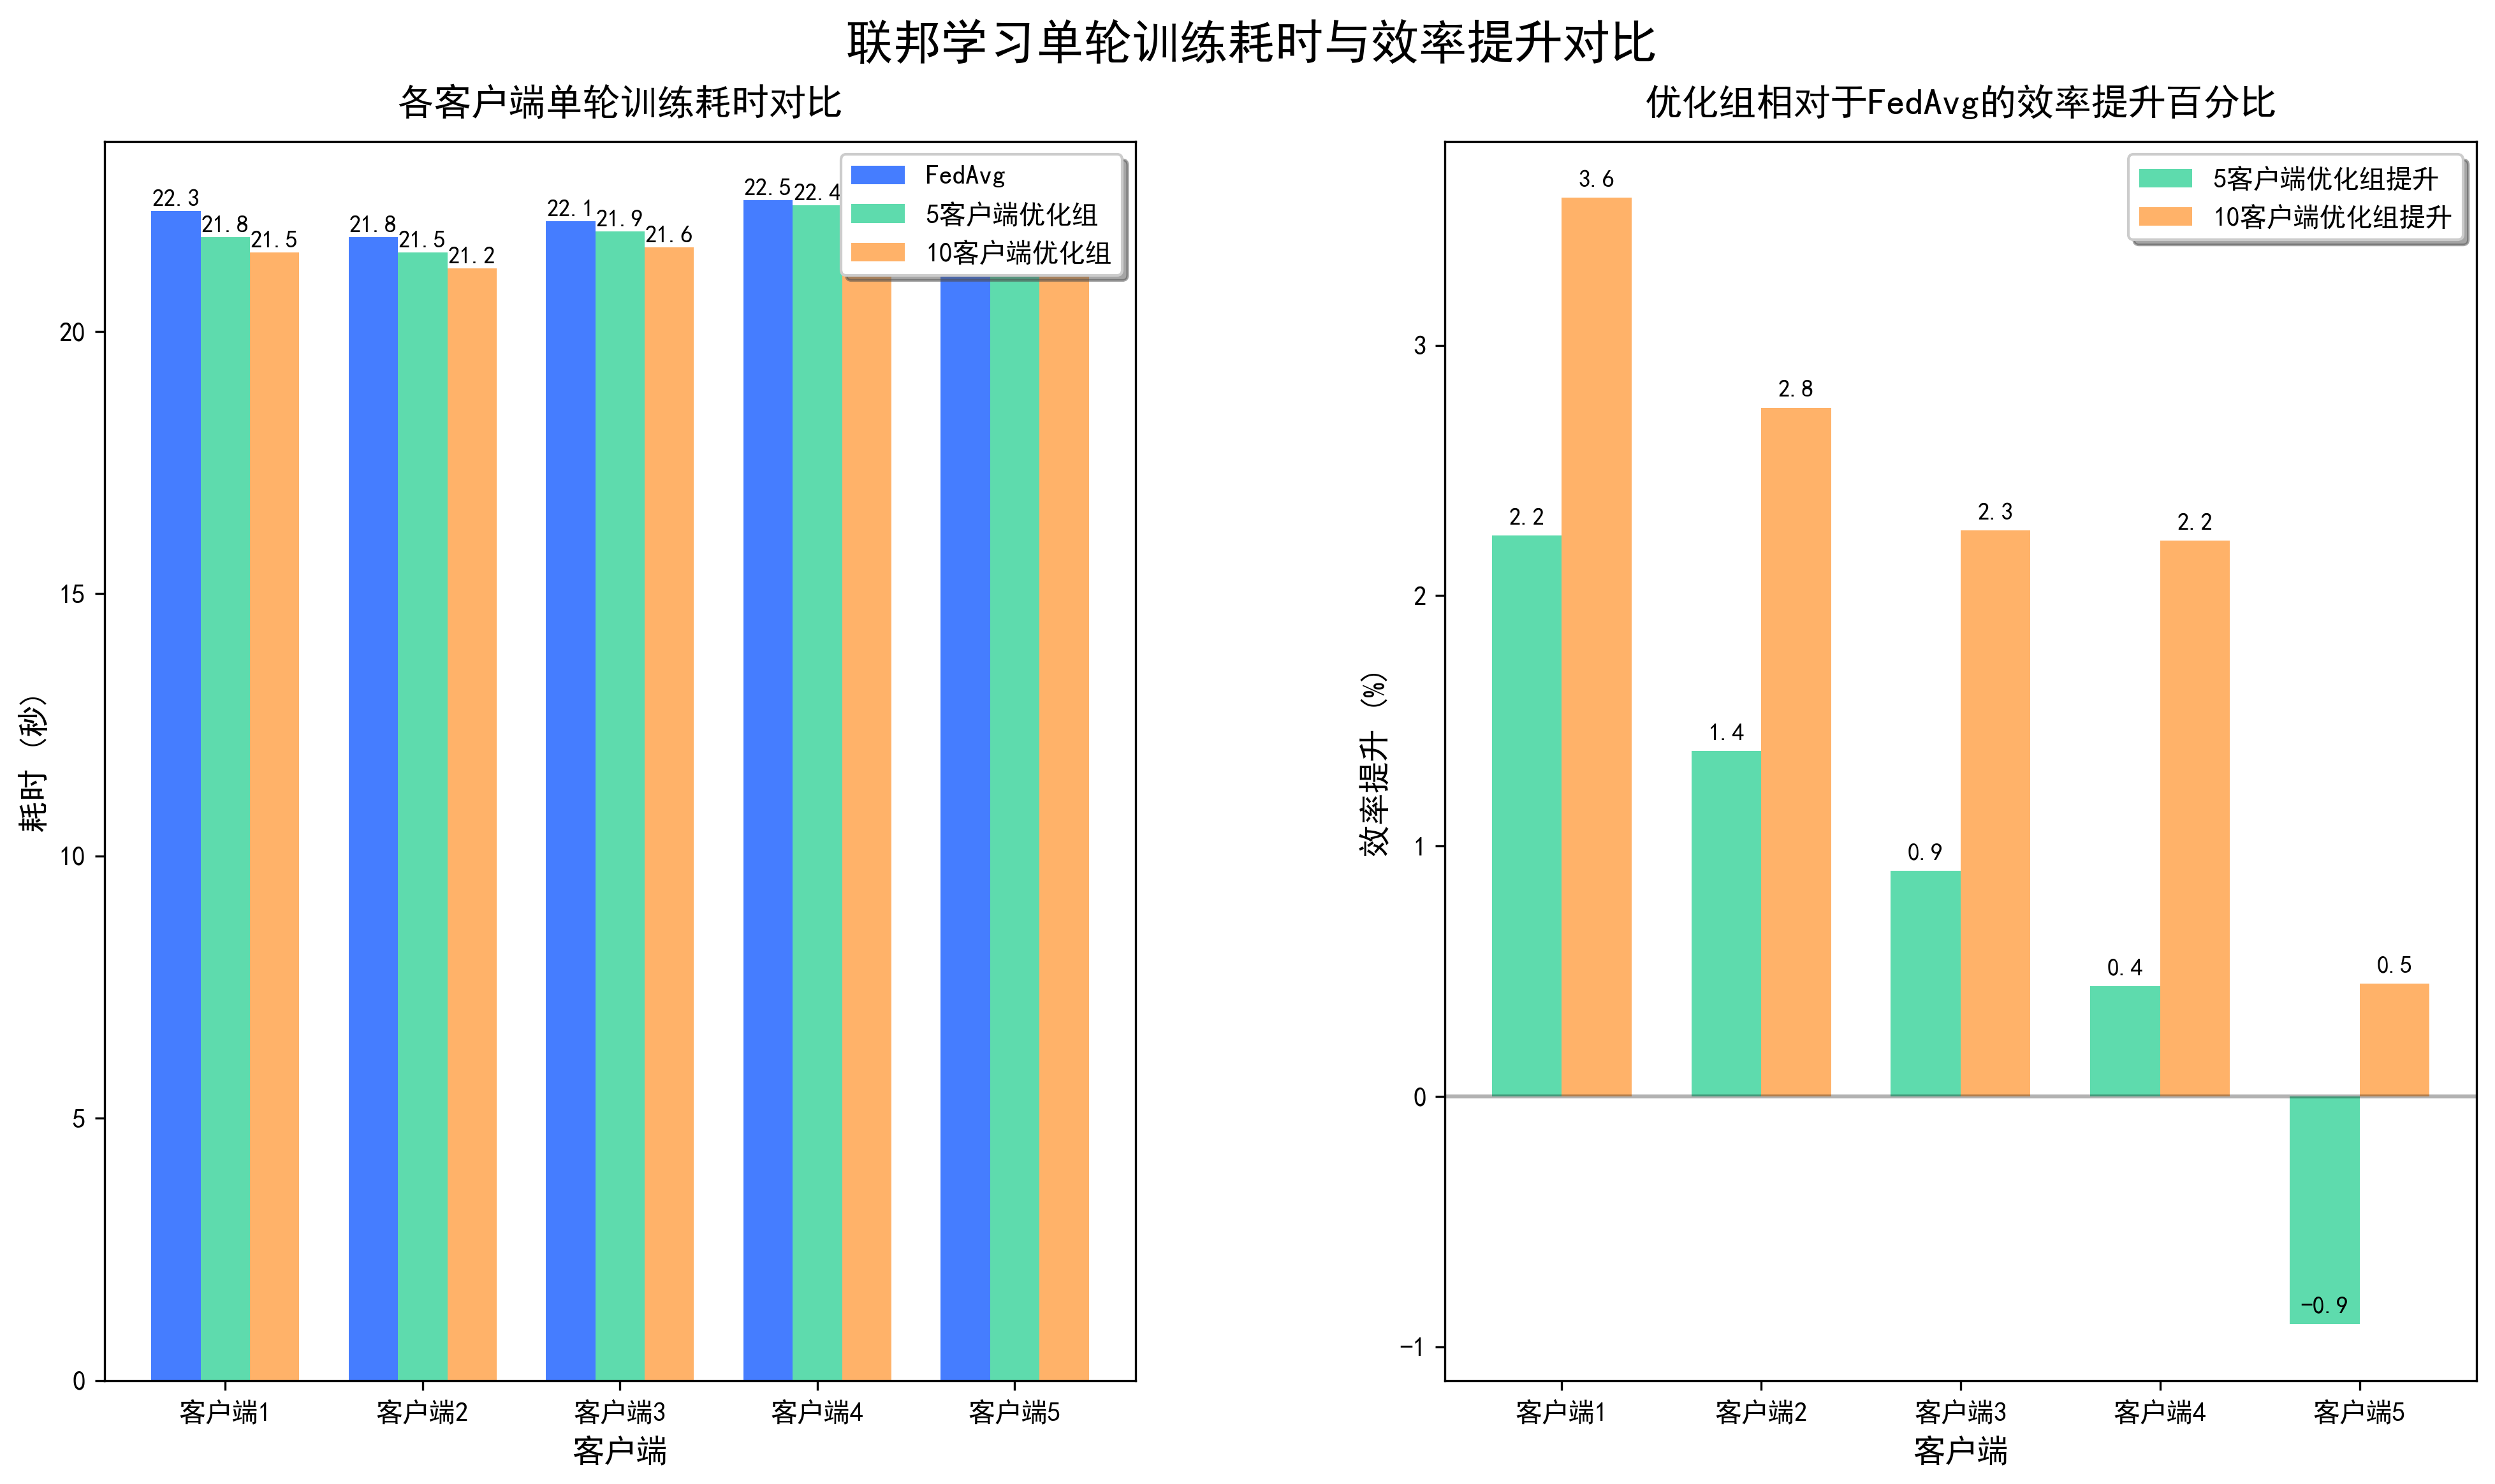 联邦学习单轮训练耗时与效率提升对比
各客户端单轮训练耗时对比
FedAvg
5客户端优化组
10客户端优化组
22.3
21.8
21.5
21.8
21.5
21.2
22.1
21.9
21.6
22.5
22.4
20
15
10
5
0
耗时 (秒)
客户端1
客户端2
客户端3
客户端4
客户端5
客户端
优化组相对于FedAvg的效率提升百分比
5客户端优化组提升
10客户端优化组提升
3.6
2.8
2.2
2.3
2.2
1.4
0.9
0.4
0.5
-0.9
3
2
1
0
-1
效率提升 (%)
客户端1
客户端2
客户端3
客户端4
客户端5
客户端